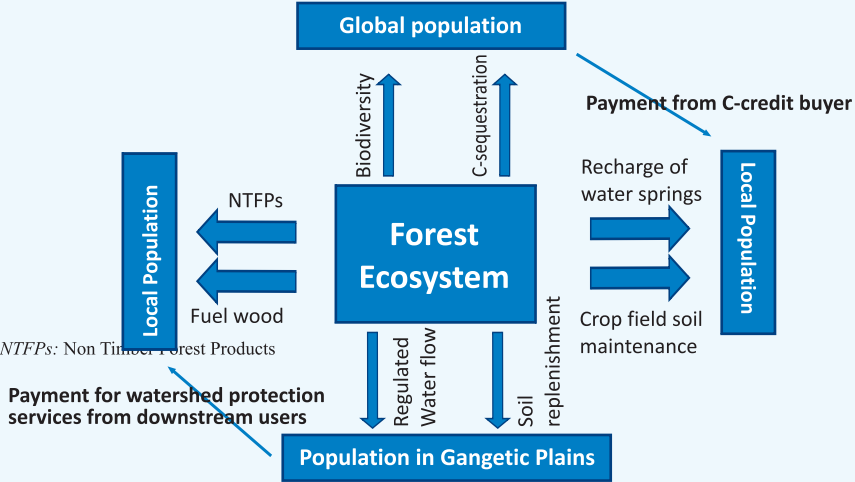 Global population
Biodiversity
C-sequestration
Payment from C-credit buyer
Local Population
NTFPs
Fuel wood
Forest
Ecosystem
Recharge of
water springs
Crop field soil
maintenance
Local Population
NTFPs: Non Timber Forest Products
Payment for watershed protection
services from downstream users
Regulated
Water flow
Soil
replenishment
Population in Gangetic Plains